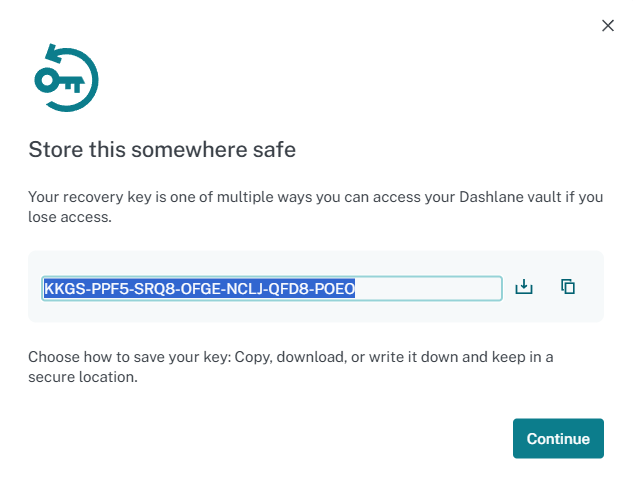 Store this somewhere safe
Your recovery key is one of multiple ways you can access your Dashlane vault if you
lose access.
KKGS-PPF5-SRQ8-OFGE-NCLJ-QFD8-POEO
Choose how to save your key: Copy, download, or write it down and keep in a
secure location.
Continue